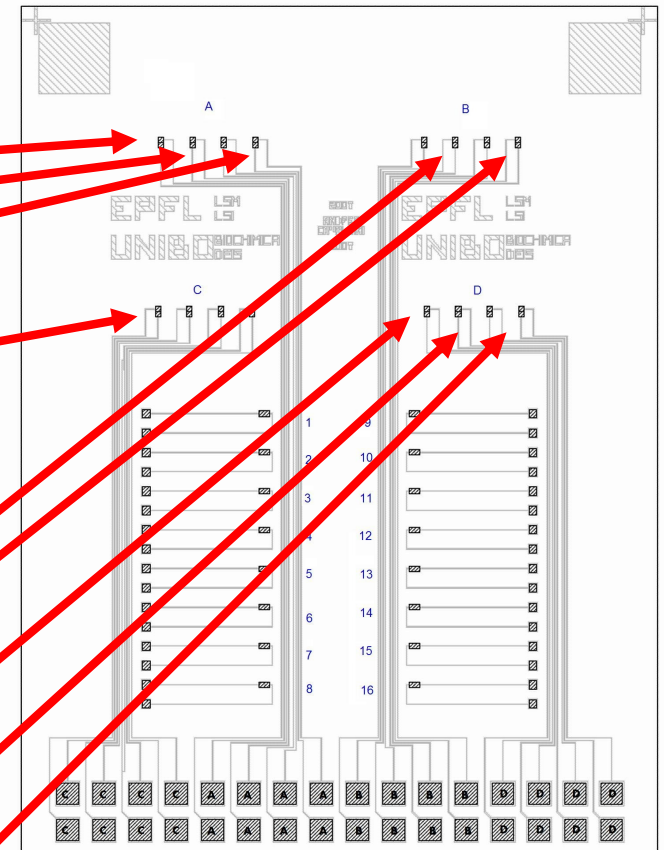 A
B
EPFL LSM
LSI
EPFL LSM
LSI
UNIBO BIOCHIMICA
DBS
UNIBO BIOCHIMICA
DBS
C
D
1
9
2
10
3
11
4
12
5
13
6
14
7
15
8
16
C C C C A A A A B B B B D D D D
C C C C A A A A B B B B D D D D